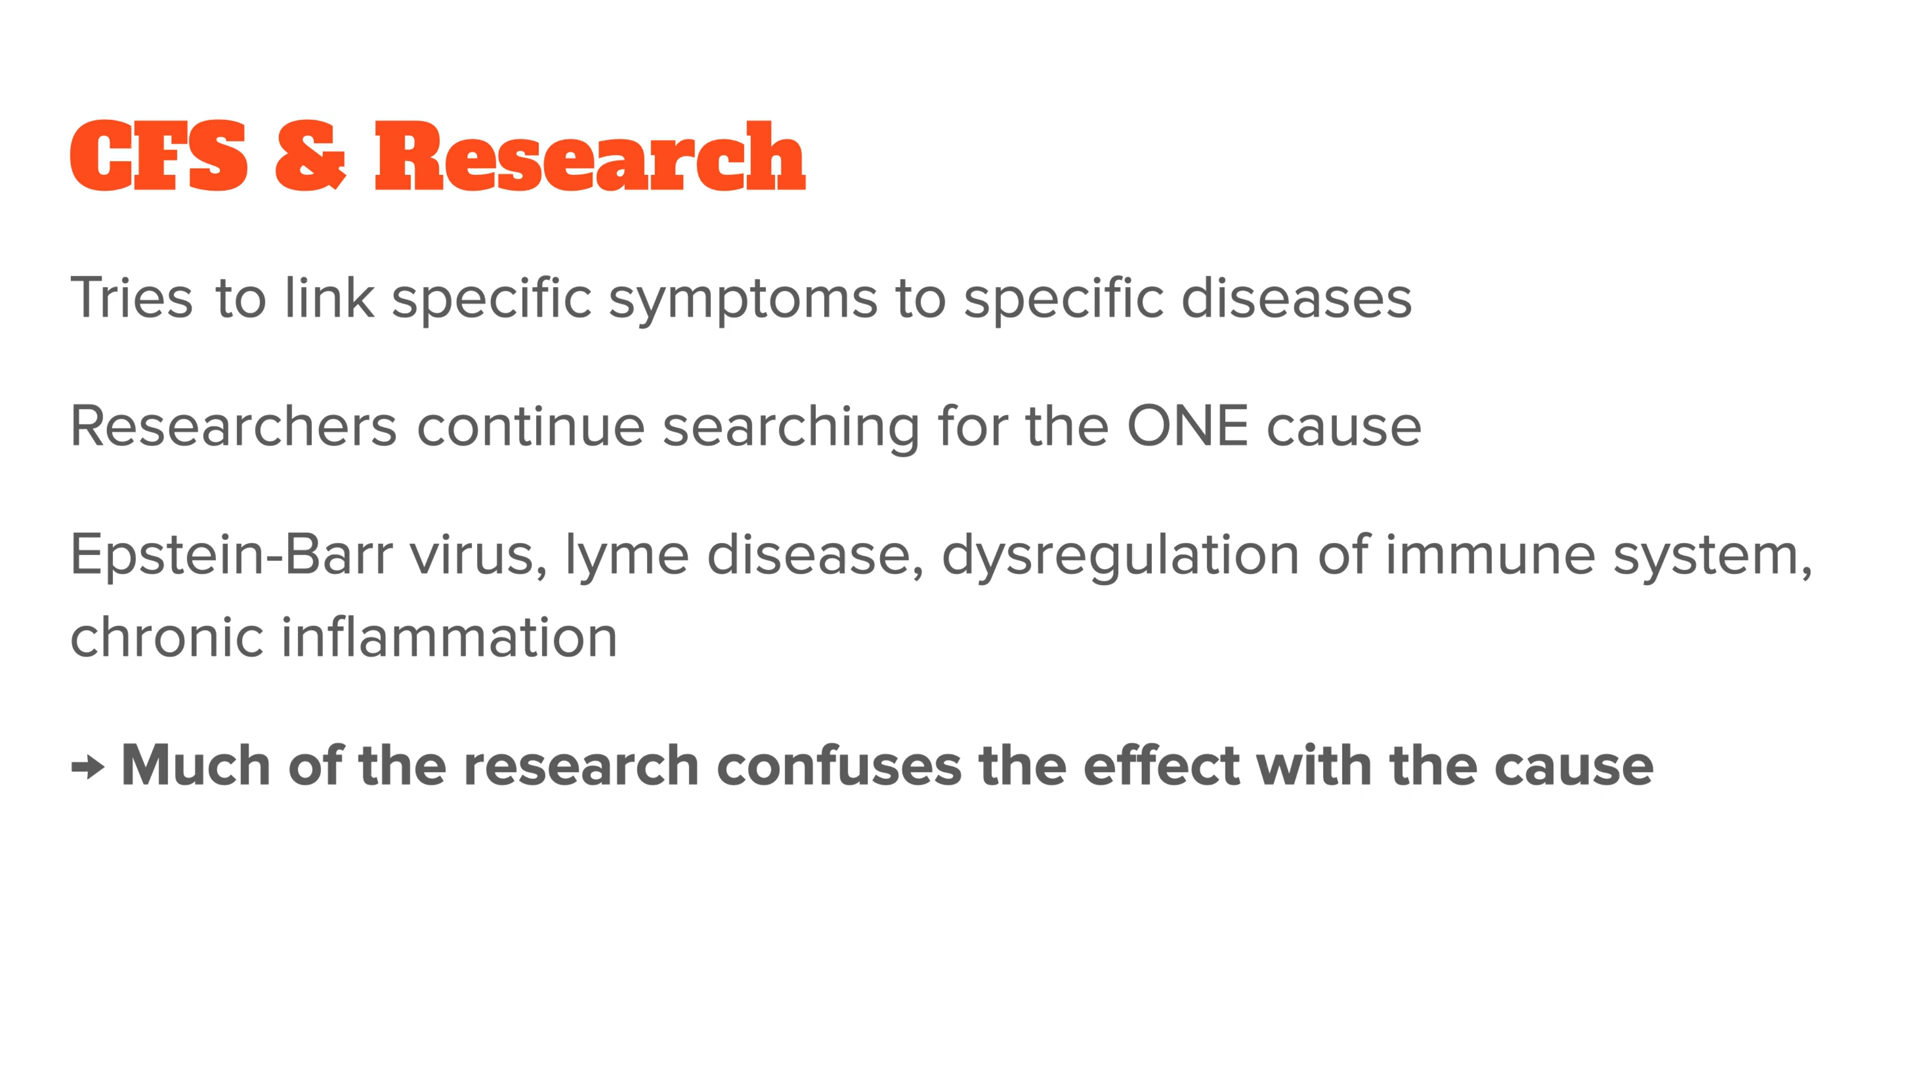 CFS & Research
Tries to link specific symptoms to specific diseases
Researchers continue searching for the ONE cause
Epstein-Barr virus, lyme disease, dysregulation of immune system,
chronic inflammation
→ Much of the research confuses the effect with the cause